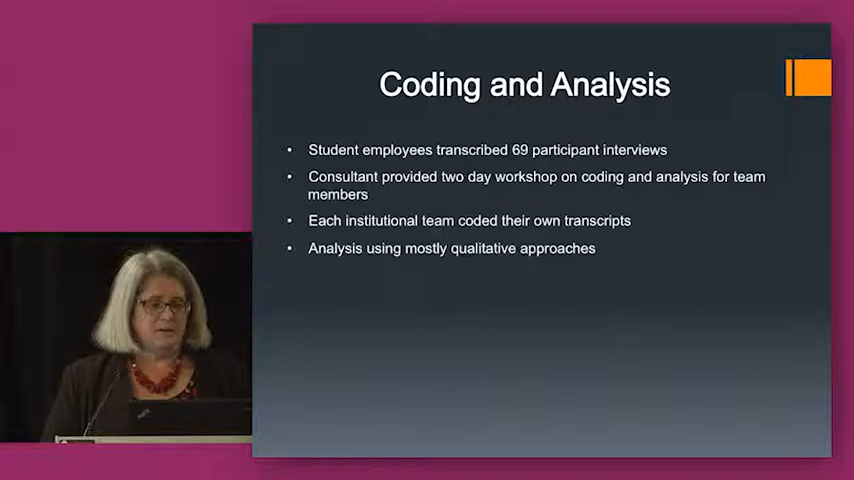 Coding and Analysis
• Student employees transcribed 69 participant interviews
• Consultant provided two day workshop on coding and analysis for team
members
• Each institutional team coded their own transcripts
• Analysis using mostly qualitative approaches